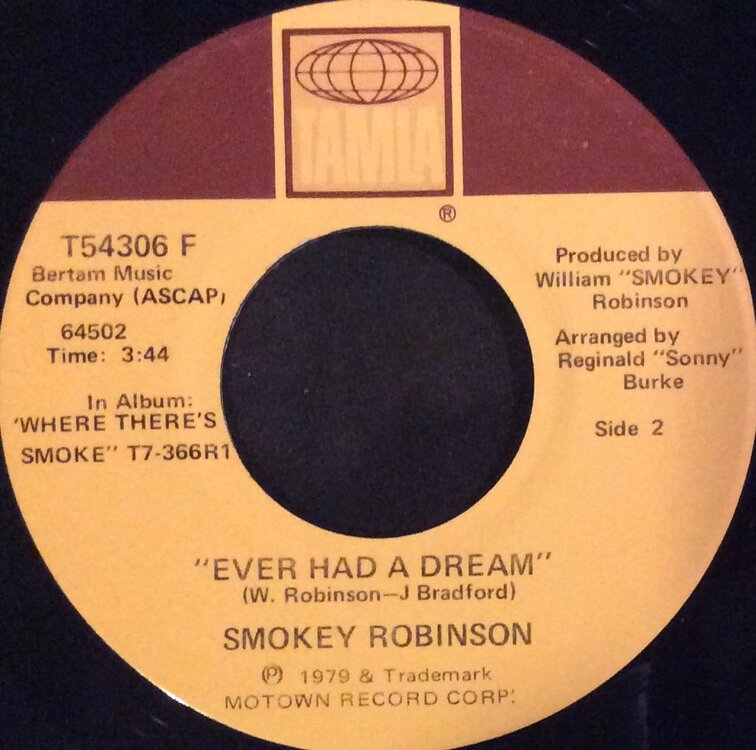 TAMLA
®
T54306 F
Bertam Music
Company (ASCAP)
64502
Time: 3:44
In Album:
'WHERE THERE'S
SMOKE" T7-366R1
Produced by
William "SMOKEY"
Robinson
Arranged by
Reginald "Sonny"
Burke
Side 2
"EVER HAD A DREAM"
(W. Robinson—J Bradford)
SMOKEY ROBINSON
℗ 1979 & Trademark
MOTOWN RECORD CORP.